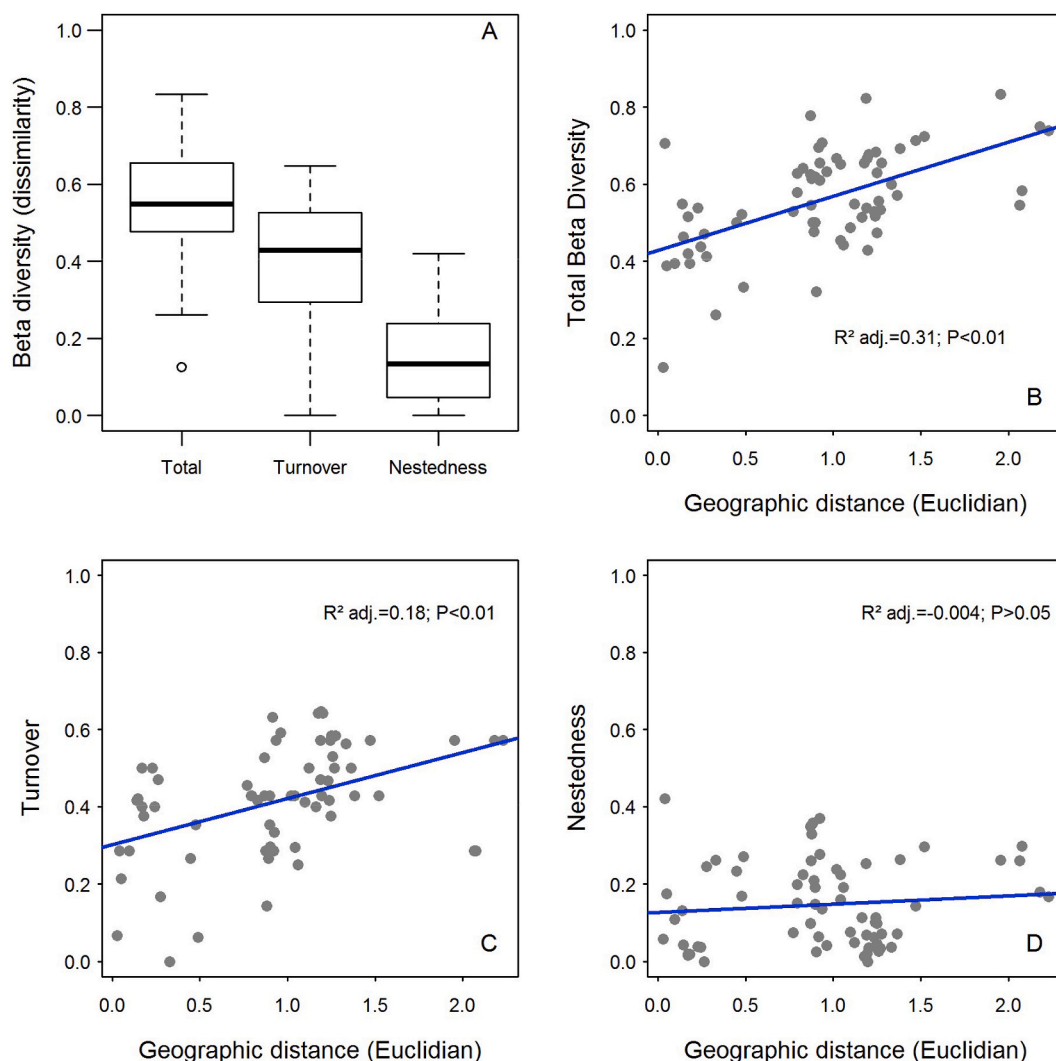 A
Beta diversity (dissimilarity)
1.0
0.8
0.6
0.4
0.2
0.0
Total Turnover Nestedness
B
Total Beta Diversity
1.0
0.8
0.6
0.4
0.2
0.0
R² adj.=0.31; P<0.01
0.0 0.5 1.0 1.5 2.0
Geographic distance (Euclidian)
C
Turnover
1.0
0.8
0.6
0.4
0.2
0.0
R² adj.=0.18; P<0.01
0.0 0.5 1.0 1.5 2.0
Geographic distance (Euclidian)
D
Nestedness
1.0
0.8
0.6
0.4
0.2
0.0
R² adj.=-0.004; P>0.05
0.0 0.5 1.0 1.5 2.0
Geographic distance (Euclidian)